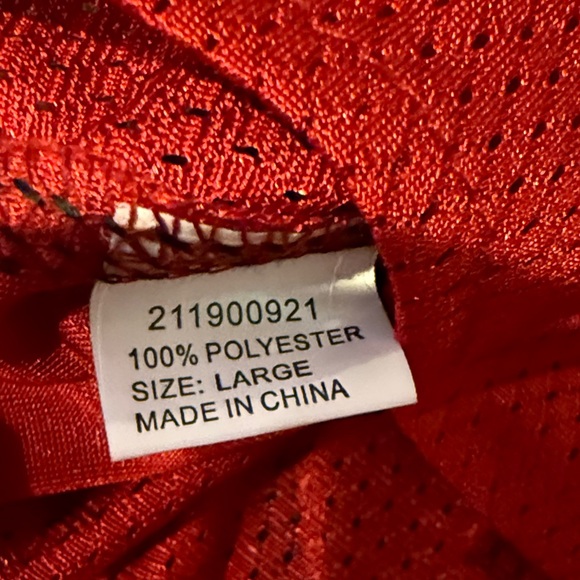 211900921
100% POLYESTER
SIZE: LARGE
MADE IN CHINA